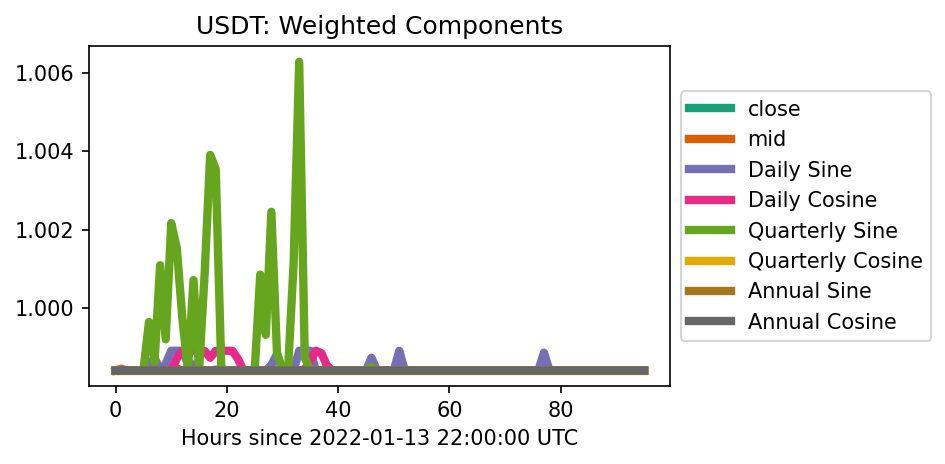 USDT: Weighted Components
1.006
1.004
1.002
1.000
0 20 40 60 80
Hours since 2022-01-13 22:00:00 UTC
close
mid
Daily Sine
Daily Cosine
Quarterly Sine
Quarterly Cosine
Annual Sine
Annual Cosine